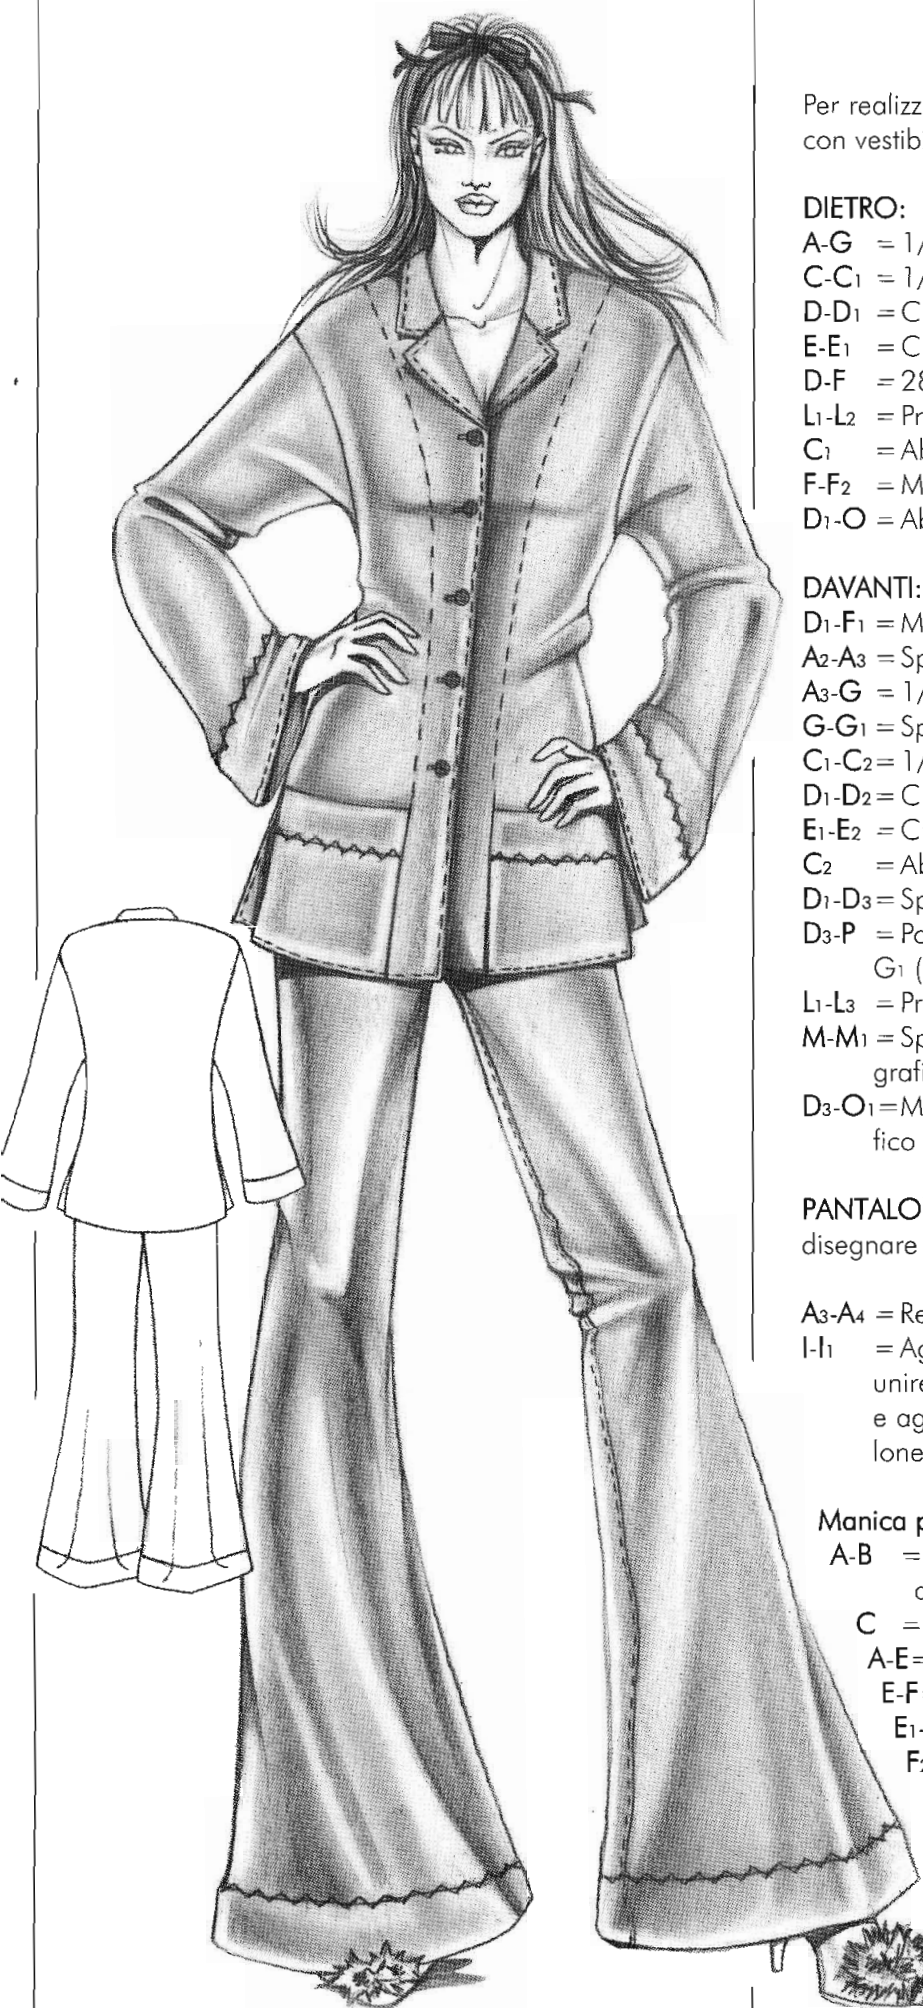 Per realizz
con vestib
DIETRO:
A-G = 1/
C-C1 = 1/
D-D1 = C
E-E1 = C
D-F = 28
L1-L2 = Pr
C1 = Ab
F-F2 = M
D1-O = Ab
DAVANTI:
D1-F1 = M
A2-A3 = Sp
A3-G = 1/
G-G1 = Sp
C1-C2 = 1/
D1-D2 = C
E1-E2 = C
C2 = Ab
D1-D3 = Sp
D3-P = Po
G1 (
L1-L3 = Pr
M-M1 = Sp
grafi
D3-O1 = M
fico
PANTALO
disegnare
A3-A4 = Re
I-I1 = Ag
unire
e ag
lone
Manica p
A-B =
C =
A-E=
E-F
E1-
F2